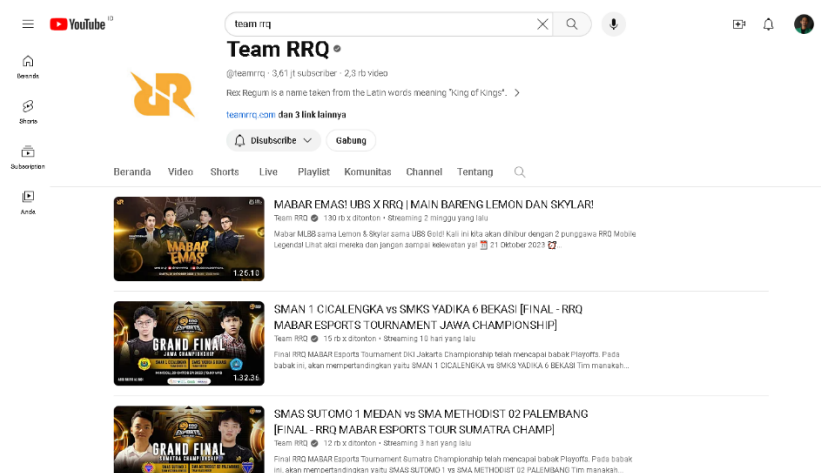 YouTube ID
team rrq
Beranda
Shorts
Subscription
Anda
Team RRQ
@teamrrq · 3,61 jt subscriber · 2,3 rb video
Rex Regum is a name taken from the Latin words meaning "King of Kings".
teamrrq.com dan 3 link lainnya
Disubscribe
Gabung
Beranda Video Shorts Live Playlist Komunitas Channel Tentang
MABAR EMAS
1.25.10
MABAR EMAS! UBS X RRQ | MAIN BARENG LEMON DAN SKYLAR!
Team RRQ 130 rb x ditonton • Streaming 2 minggu yang lalu
Mabar MLBB sama Lemon & Skylar sama UBS Gold! Kali ini kita akan dihibur dengan 2 punggawa RRQ Mobile
Legends! Lihat aksi mereka dan jangan sampai kelewatan ya! 21 Oktober 2023 ...
GRAND FINAL
JAWA CHAMPIONSHIP
1.32.36
SMAN 1 CICALENGKA vs SMKS YADIKA 6 BEKASI [FINAL - RRQ
MABAR ESPORTS TOURNAMENT JAWA CHAMPIONSHIP]
Team RRQ 15 rb x ditonton • Streaming 10 hari yang lalu
Final RRQ MABAR Esports Tournament DKI Jakarta Championship telah mencapai babak Playoffs. Pada
babak ini, akan mempertandingkan yaitu SMAN 1 CICALENGKA vs SMKS YADIKA 6 BEKASI Tim manakah...
GRAND FINAL
SUMATRA CHAMPIONSHIP
SMAS SUTOMO 1 MEDAN vs SMA METHODIST 02 PALEMBANG
[FINAL - RRQ MABAR ESPORTS TOUR SUMATRA CHAMP]
Team RRQ 12 rb x ditonton • Streaming 3 hari yang lalu
Final RRQ MABAR Esports Tournament Sumatra Championship telah mencapai babak Playoffs. Pada babak
ini, akan mempertandingkan yaitu SMAS SUTOMO 1 vs SMA METHODIST 02 PALEMBANG Tim manakah...